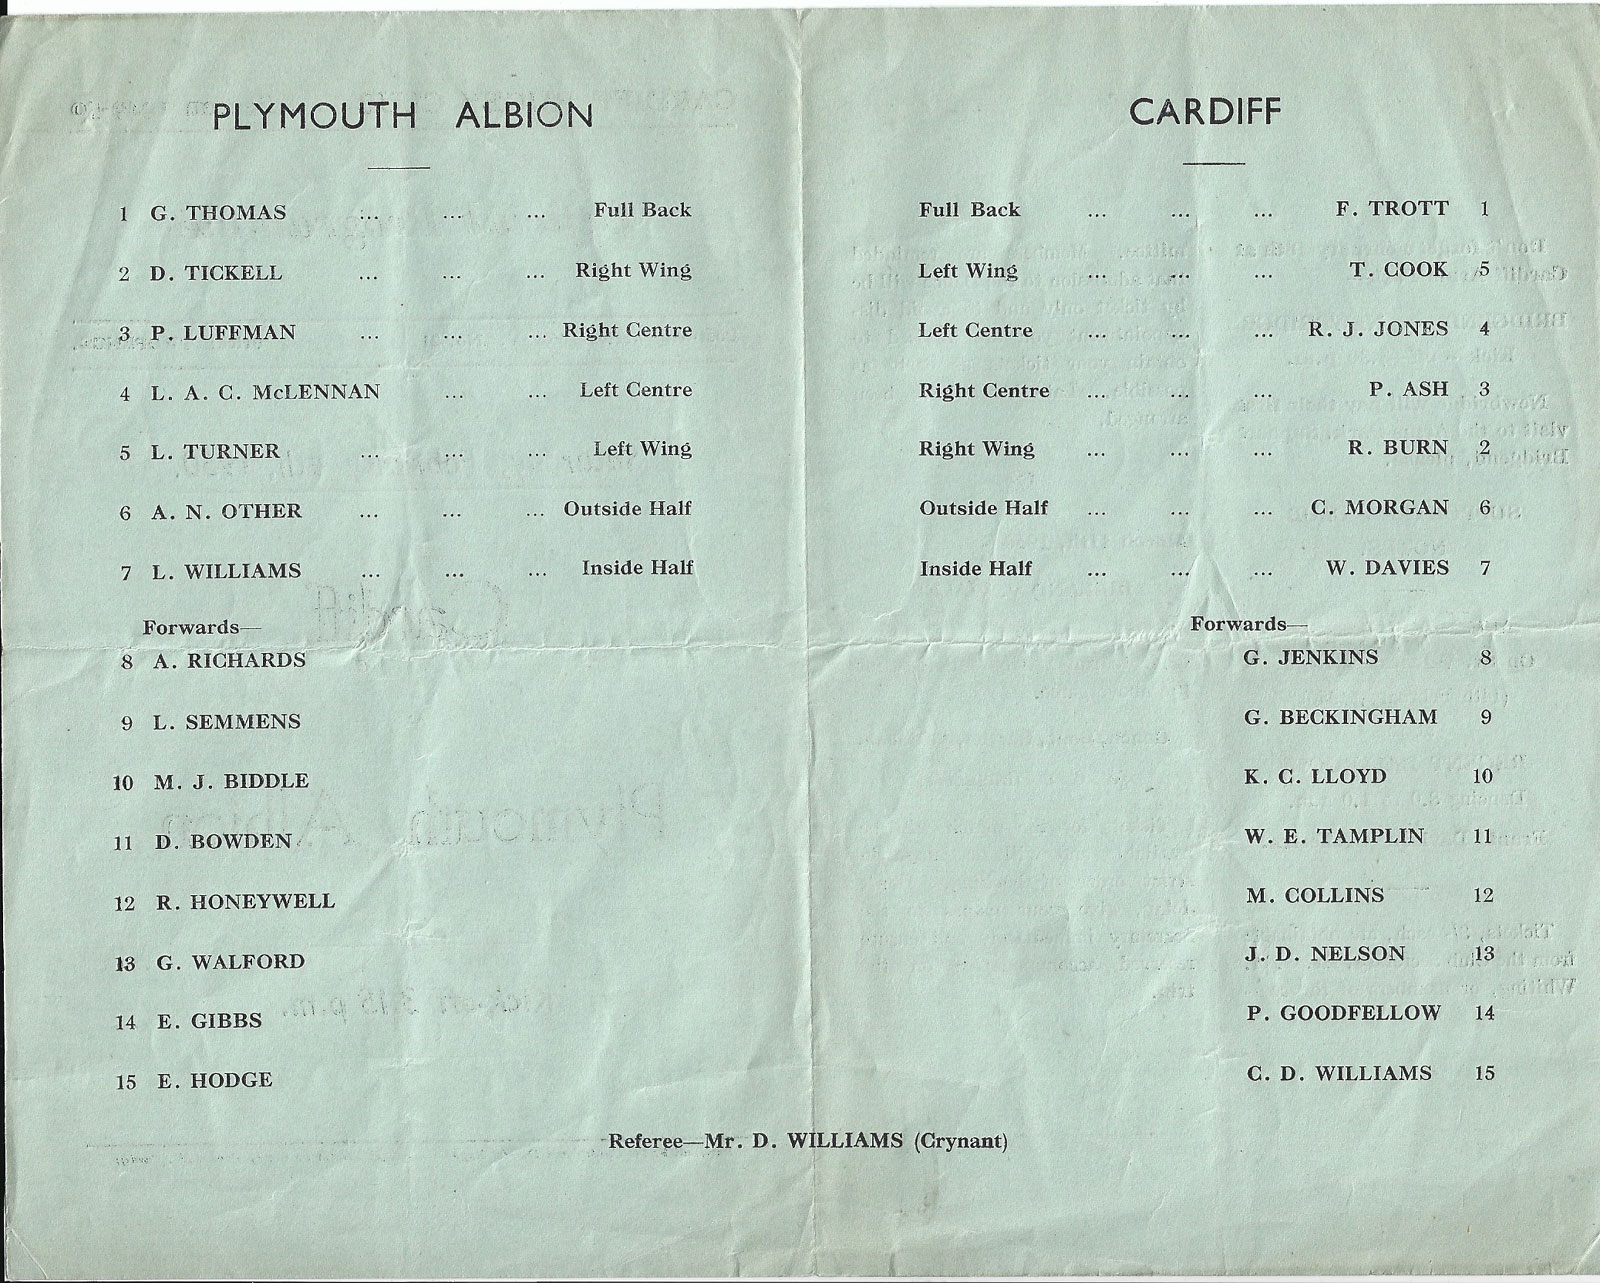 PLYMOUTH ALBION
1 G. THOMAS ... ... ... Full Back
2 D. TICKELL ... ... ... Right Wing
3 P. LUFFMAN ... ... ... Right Centre
4 L. A. C. McLENNAN ... ... Left Centre
5 L. TURNER ... ... ... Left Wing
6 A. N. OTHER ... ... ... Outside Half
7 L. WILLIAMS ... ... ... Inside Half
Forwards—
8 A. RICHARDS
9 L. SEMMENS
10 M. J. BIDDLE
11 D. BOWDEN
12 R. HONEYWELL
13 G. WALFORD
14 E. GIBBS
15 E. HODGE
CARDIFF
Full Back ... ... ... F. TROTT 1
Left Wing ... ... ... T. COOK 5
Left Centre ... ... ... R. J. JONES 4
Right Centre ... ... ... P. ASH 3
Right Wing ... ... ... R. BURN 2
Outside Half ... ... ... C. MORGAN 6
Inside Half ... ... ... W. DAVIES 7
Forwards—
G. JENKINS 8
G. BECKINGHAM 9
K. C. LLOYD 10
W. E. TAMPLIN 11
M. COLLINS 12
J. D. NELSON 13
P. GOODFELLOW 14
C. D. WILLIAMS 15
Referee—Mr. D. WILLIAMS (Crynant)